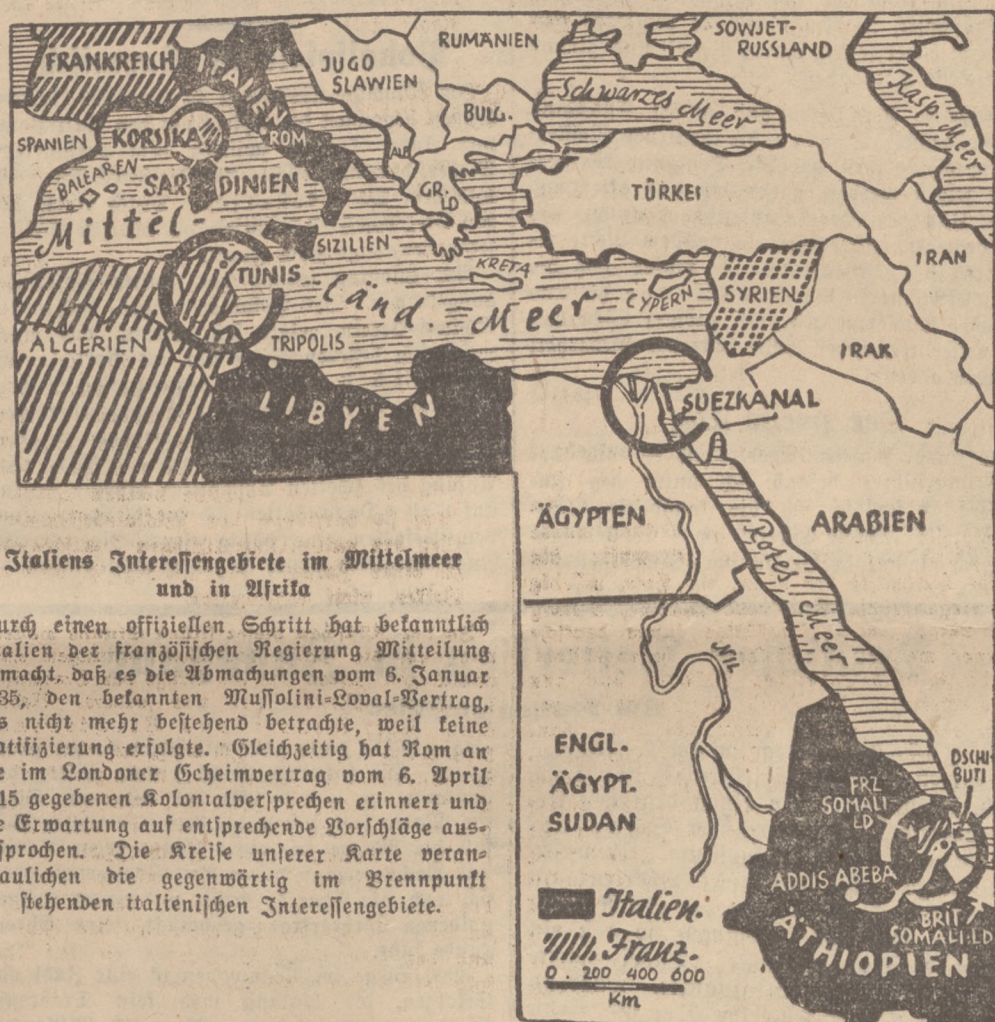 FRANKREICH
ITALIEN
JUGO
SLAWIEN
RUMÄNIEN
SOWJET-
RUSSLAND
Schwarzes Meer
Kasp. Meer
BULG.
SPANIEN
KORSIKA
ROM
ALB.
BALEAREN
SARDINIEN
GR.
LD
TÜRKEI
IRAN
Mittel-
SIZILIEN
TUNIS
länd. Meer
KRETA
CYPERN
SYRIEN
IRAK
ALGERIEN
TRIPOLIS
LIBYEN
SUEZKANAL
ÄGYPTEN
ARABIEN
Rotes Meer
NIL
ENGL.
ÄGYPT.
SUDAN
DSCHI-
BUTI
FRZ
SOMALI
LD
ADDIS ABEBA
BRIT
SOMALI-LD
ÄTHIOPIEN
Italien.
Franz.
0 . 200 400 600
Km
Italiens Interessengebiete im Mittelmeer
und in Afrika
urch einen offiziellen Schritt hat bekanntlich
alien der französischen Regierung Mitteilung
macht, daß es die Abmachungen vom 6. Januar
35, den bekannten Mussolini-Loval-Vertrag,
s nicht mehr bestehend betrachte, weil keine
atifizierung erfolgte. Gleichzeitig hat Rom an
e im Londoner Gcheimvertrag vom 6. April
15 gegebenen Kolonialversprechen erinnert und
e Erwartung auf entsprechende Vorschläge aus-
sprochen. Die Kreise unserer Karte veran-
aulichen die gegenwärtig im Brennpunkt
stehenden italienischen Interessengebiete.